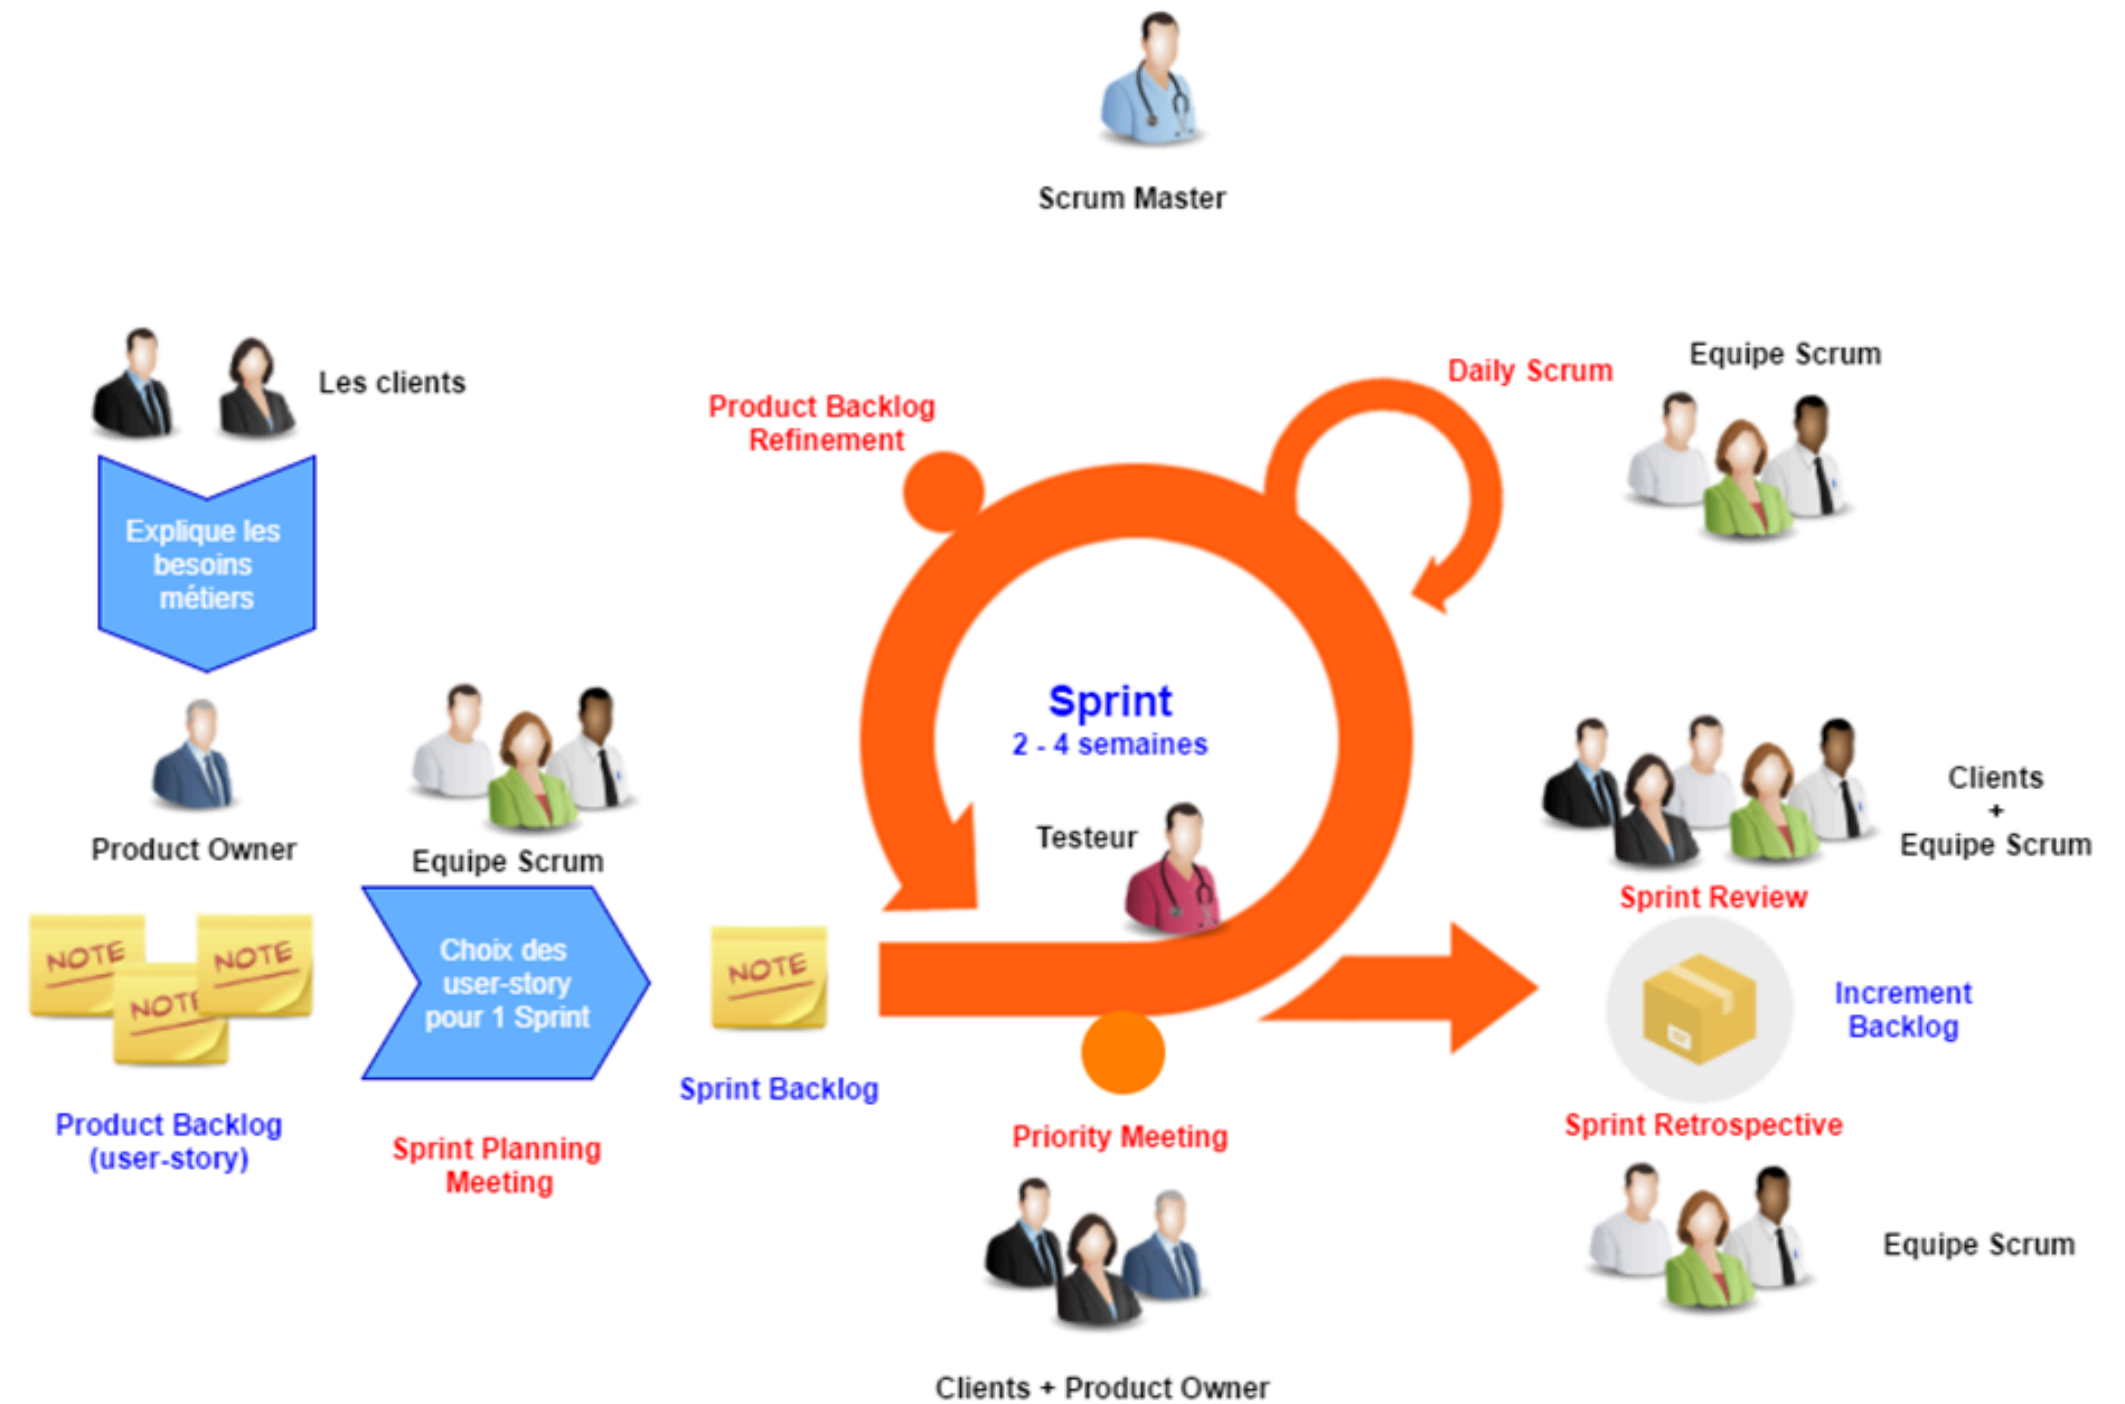 Scrum Master
Les clients
Explique les
besoins
métiers
Product Owner
NOTE
NOTE
NOTE
Product Backlog
(user-story)
Equipe Scrum
Choix des
user-story
pour 1 Sprint
Sprint Planning
Meeting
NOTE
Sprint Backlog
Product Backlog
Refinement
Sprint
2 - 4 semaines
Testeur
Priority Meeting
Clients + Product Owner
Daily Scrum
Equipe Scrum
Clients
+
Equipe Scrum
Sprint Review
Increment
Backlog
Sprint Retrospective
Equipe Scrum